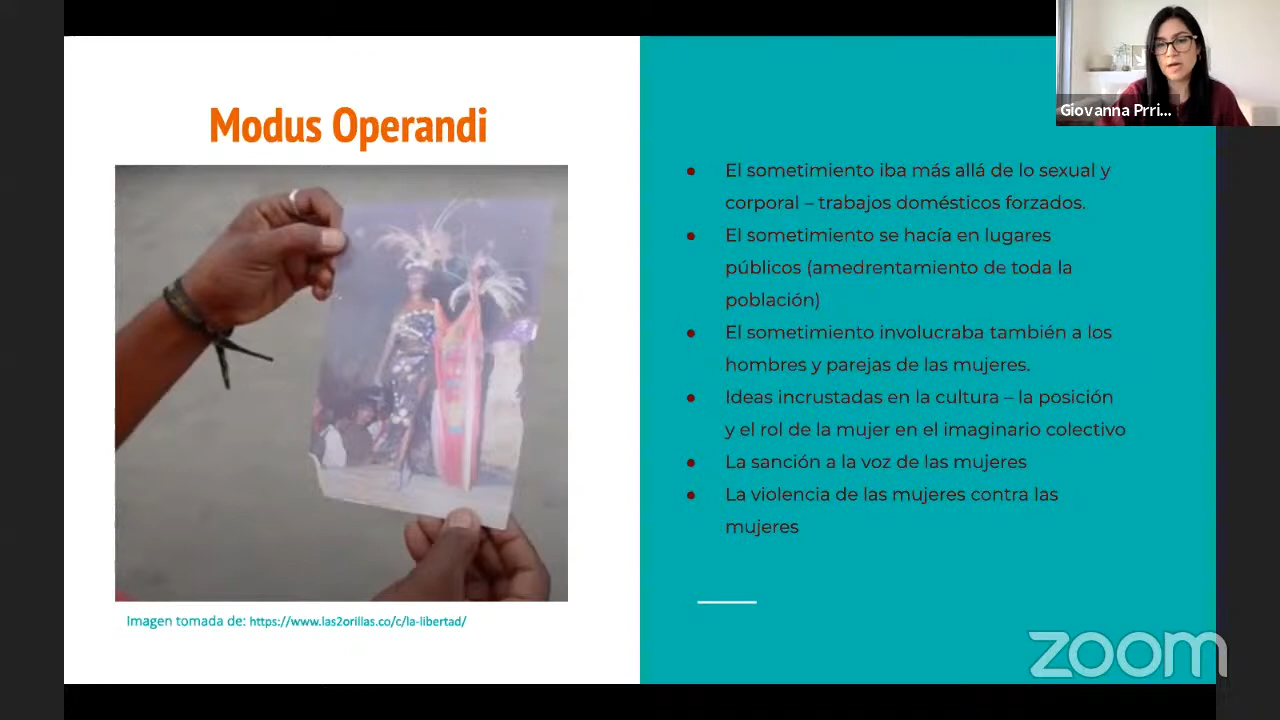 Modus Operandi
Giovanna Prri...
El sometimiento iba más allá de lo sexual y
corporal – trabajos domésticos forzados.
El sometimiento se hacía en lugares
públicos (amedrentamiento de toda la
población)
El sometimiento involucraba también a los
hombres y parejas de las mujeres.
Ideas incrustadas en la cultura – la posición
y el rol de la mujer en el imaginario colectivo
La sanción a la voz de las mujeres
La violencia de las mujeres contra las
mujeres
Imagen tomada de: https://www.las2orillas.co/c/la-libertad/
zoom